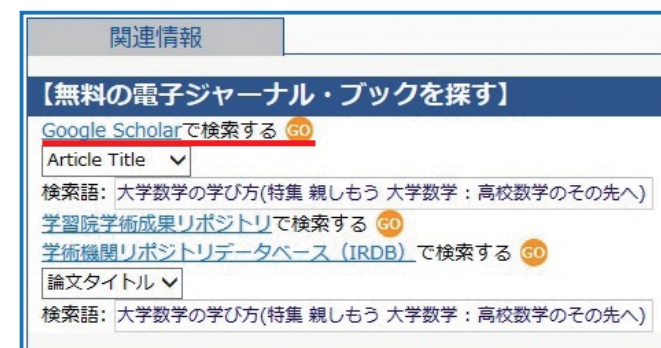 関連情報
【無料の電子ジャーナル・ブックを探す】
Google Scholarで検索する GO
Article Title
検索語: 大学数学の学び方(特集 親しもう 大学数学：高校数学のその先へ)
学習院学術成果リポジトリで検索する GO
学術機関リポジトリデータベース（IRDB）で検索する GO
論文タイトル
検索語: 大学数学の学び方(特集 親しもう 大学数学：高校数学のその先へ)